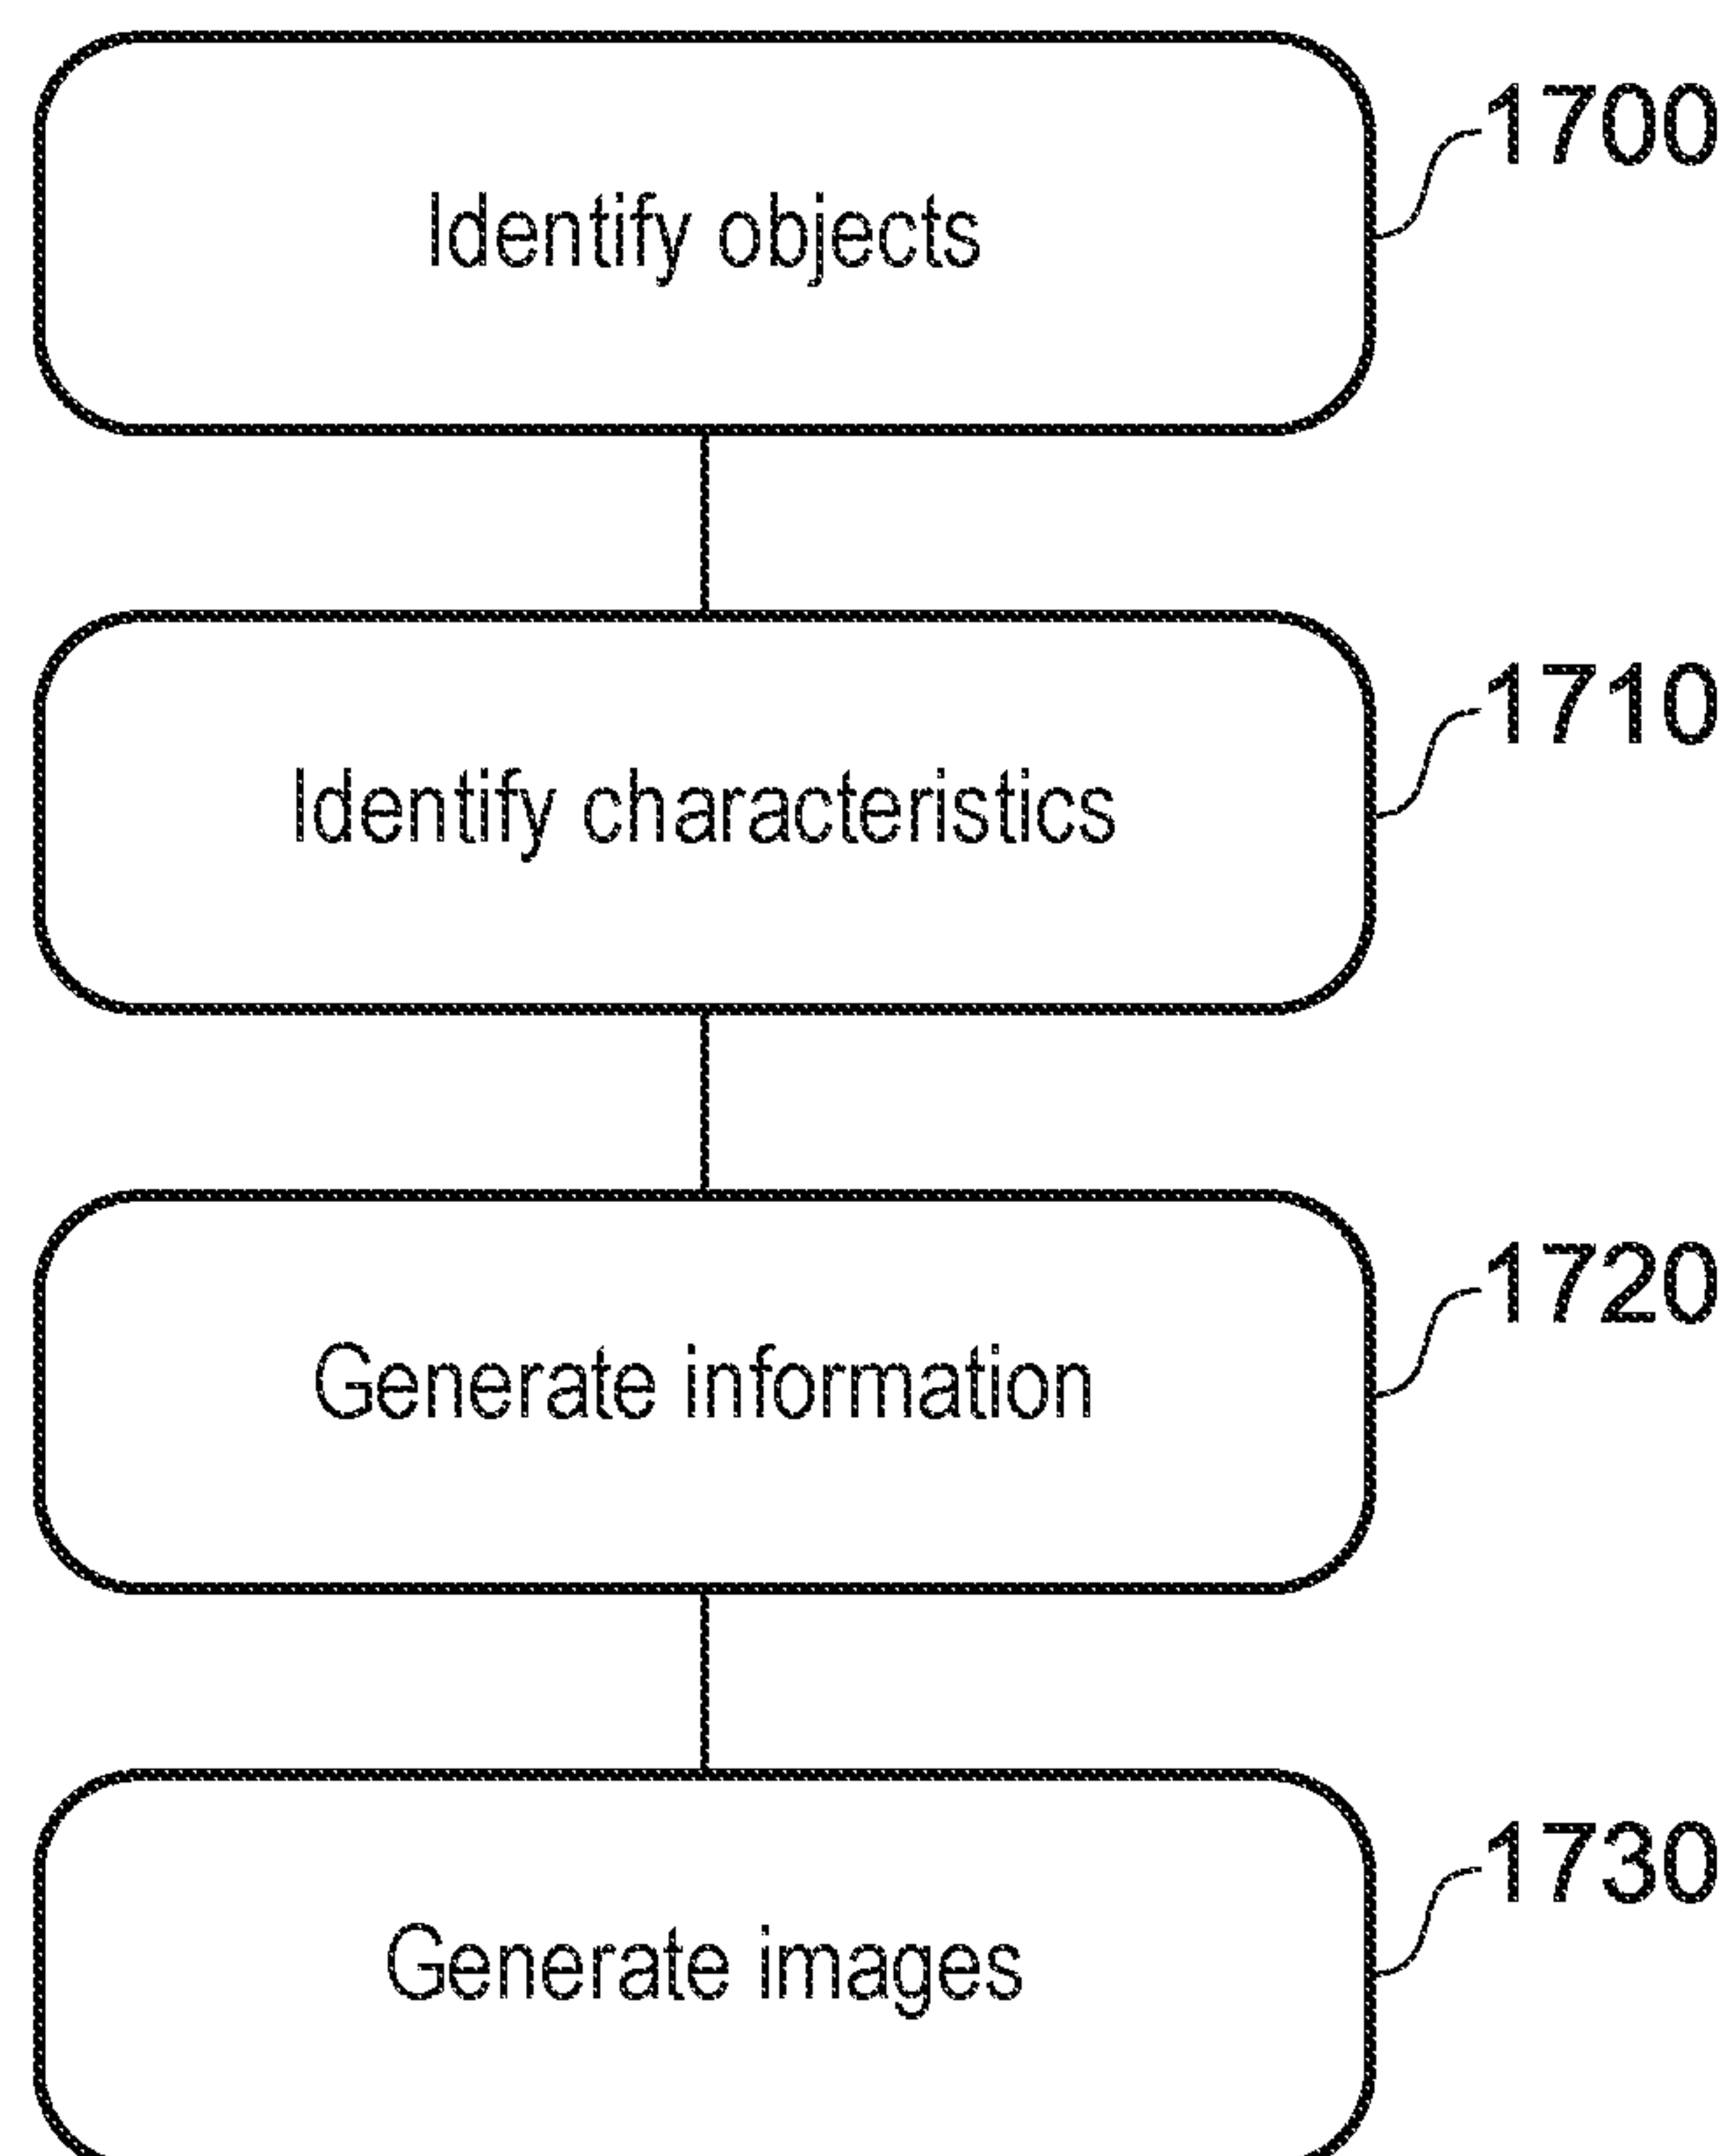 1700
Identify objects
1710
Identify characteristics
1720
Generate information
1730
Generate images